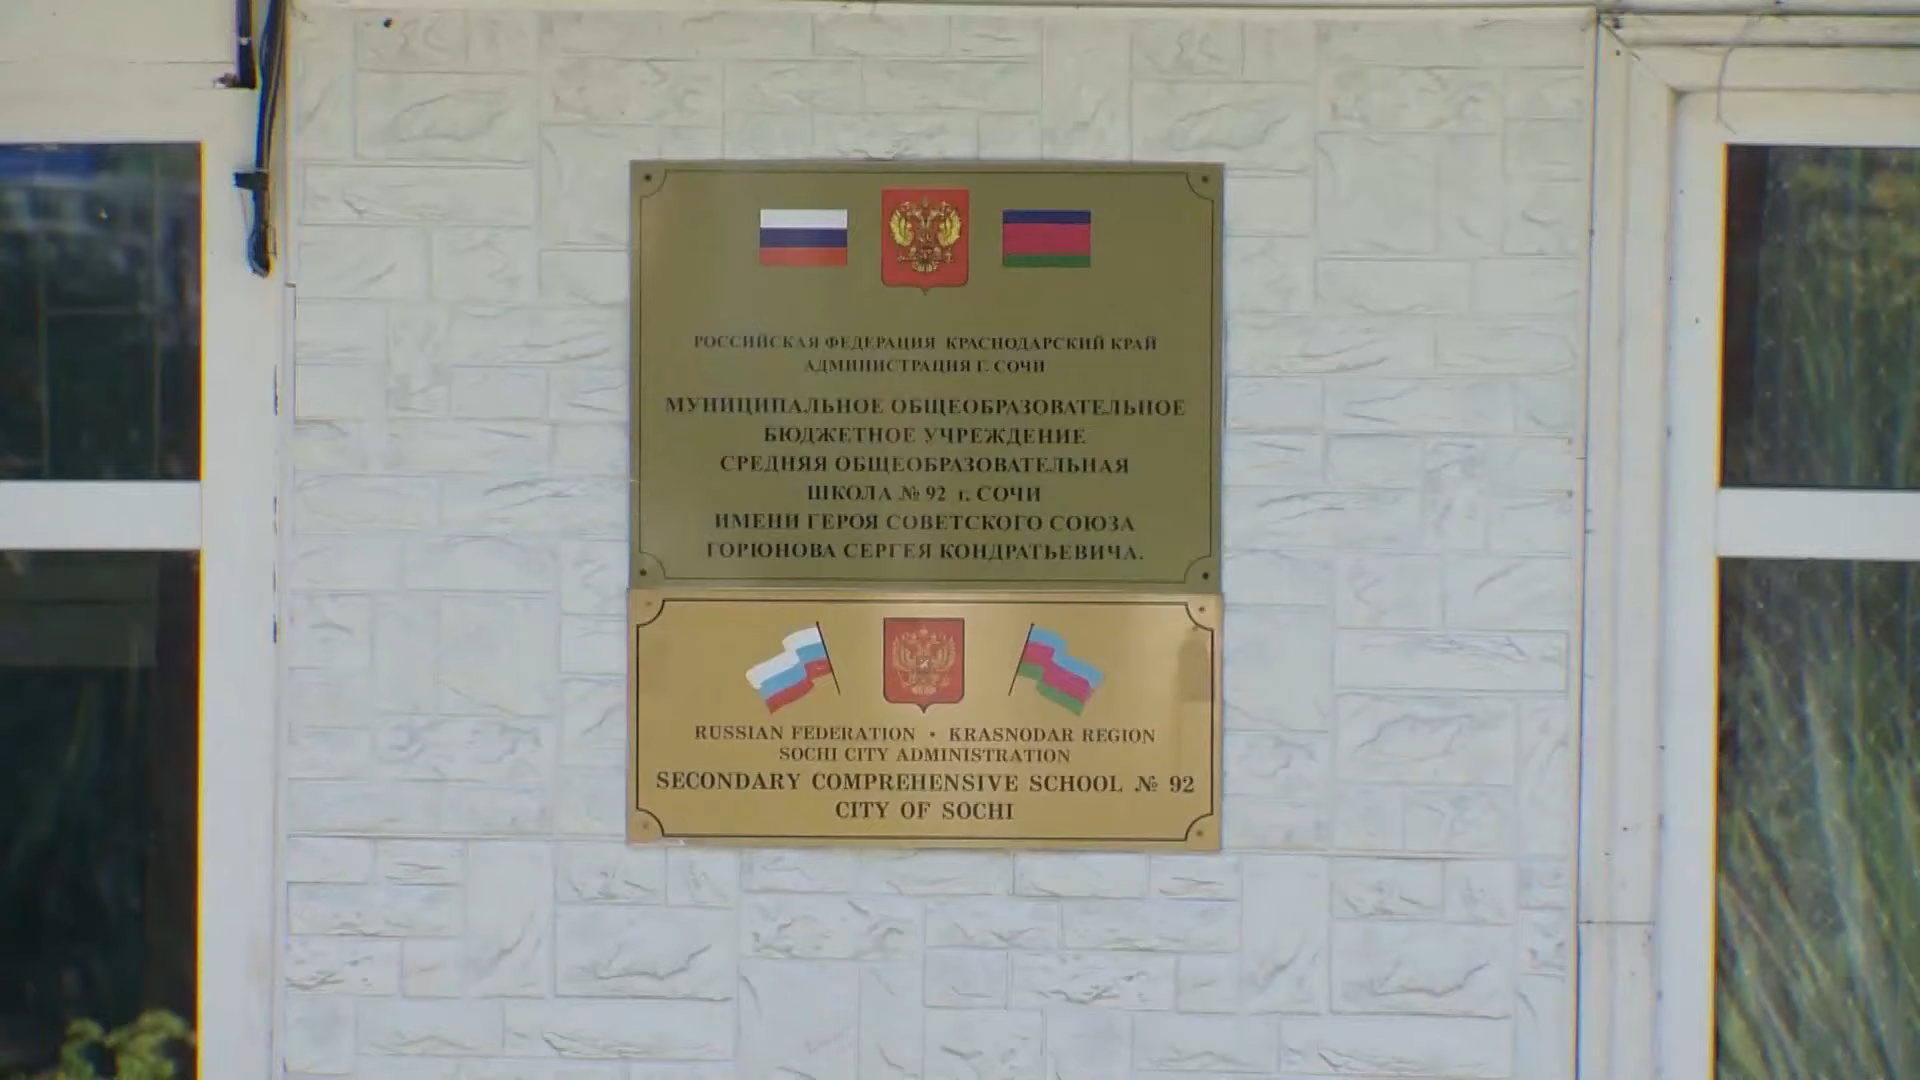 РОССИЙСКАЯ ФЕДЕРАЦИЯ КРАСНОДАРСКИЙ КРАЙ
АДМИНИСТРАЦИЯ Г. СОЧИ
МУНИЦИПАЛЬНОЕ ОБЩЕОБРАЗОВАТЕЛЬНОЕ
БЮДЖЕТНОЕ УЧРЕЖДЕНИЕ
СРЕДНЯЯ ОБЩЕОБРАЗОВАТЕЛЬНАЯ
ШКОЛА № 92 г. СОЧИ
ИМЕНИ ГЕРОЯ СОВЕТСКОГО СОЮЗА
ГОРЮНОВА СЕРГЕЯ КОНДРАТЬЕВИЧА.
RUSSIAN FEDERATION • KRASNODAR REGION
SOCHI CITY ADMINISTRATION
SECONDARY COMPREHENSIVE SCHOOL № 92
CITY OF SOCHI